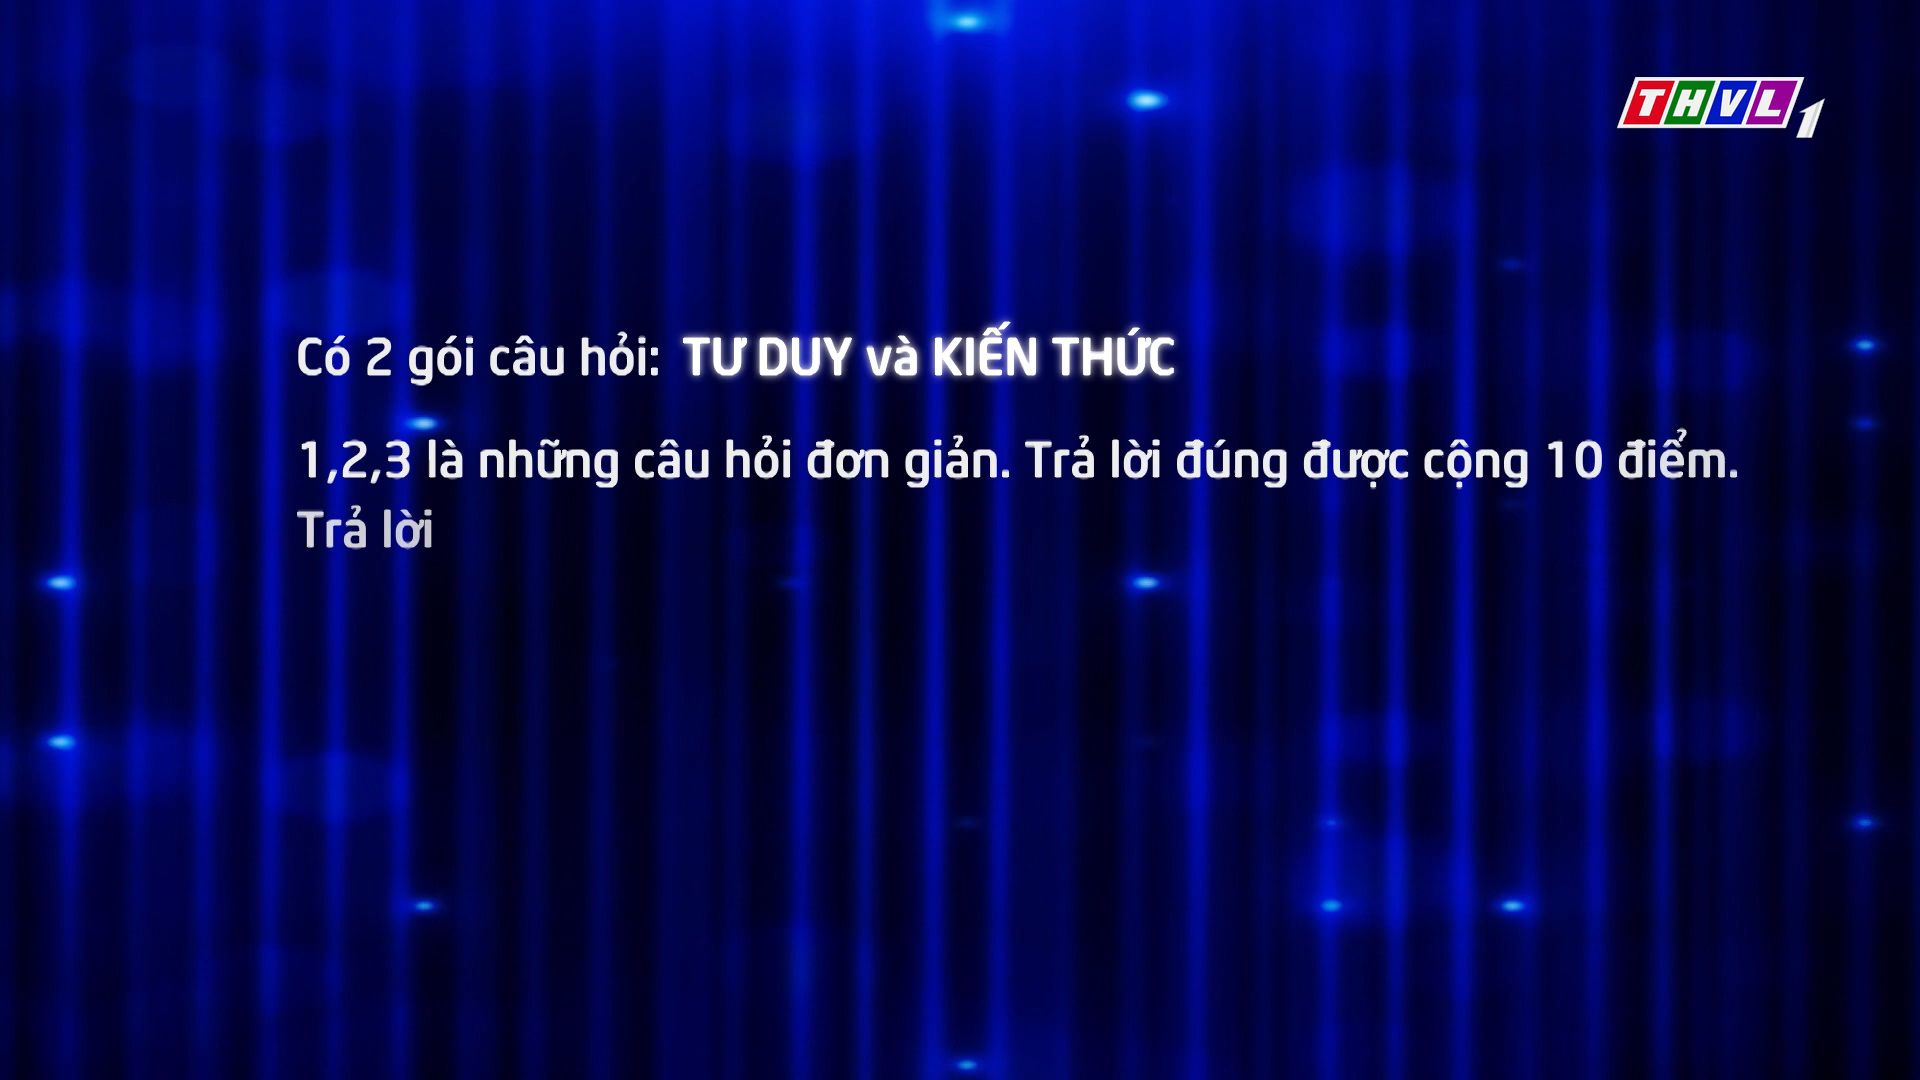 THVL1
Có 2 gói câu hỏi: TƯ DUY và KIẾN THỨC
1,2,3 là những câu hỏi đơn giản. Trả lời đúng được cộng 10 điểm.
Trả lời